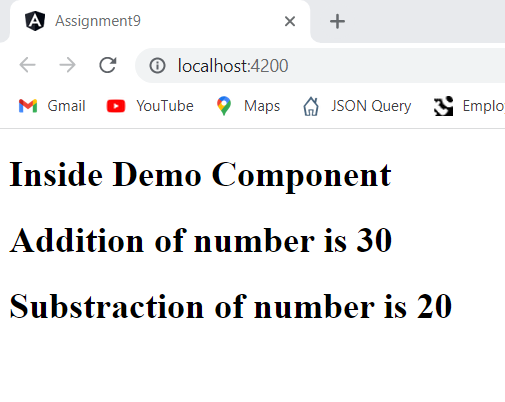 Assignment9
localhost:4200
Gmail YouTube Maps JSON Query Emplo
Inside Demo Component
Addition of number is 30
Substraction of number is 20